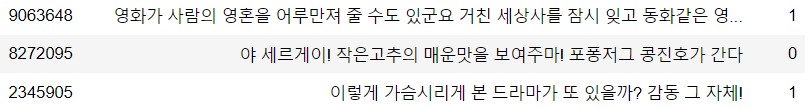 9063648 영화가 사람의 영혼을 어루만져 줄 수도 있군요 거친 세상사를 잠시 잊고 동화같은 영... 1
8272095 야 세르게이! 작은고추의 매운맛을 보여주마! 포퐁저그 콩진호가 간다 0
2345905 이렇게 가슴시리게 본 드라마가 또 있을까? 감동 그 자체! 1